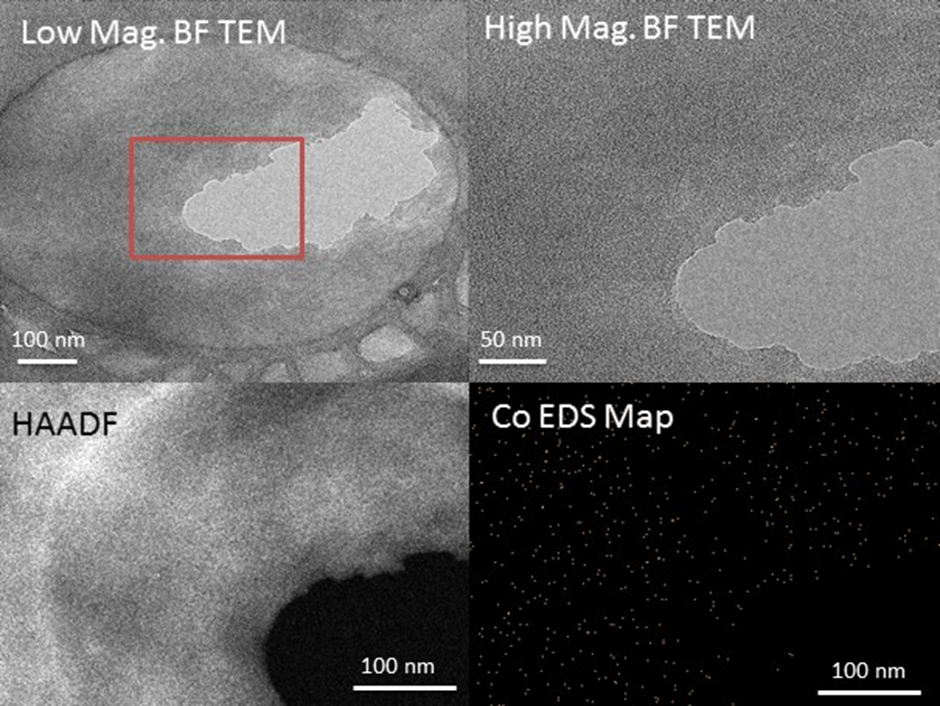 Low Mag. BF TEM
100 nm
High Mag. BF TEM
50 nm
HAADF
100 nm
Co EDS Map
100 nm